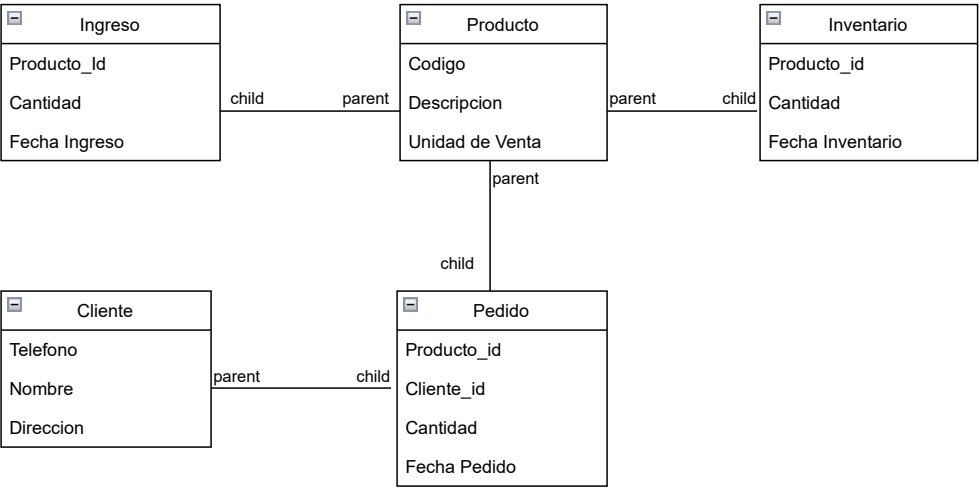 Ingreso
Producto_Id
Cantidad
Fecha Ingreso
child
parent
Producto
Codigo
Descripcion
Unidad de Venta
parent
child
Inventario
Producto_id
Cantidad
Fecha Inventario
parent
child
Cliente
Telefono
Nombre
Direccion
parent
child
Pedido
Producto_id
Cliente_id
Cantidad
Fecha Pedido